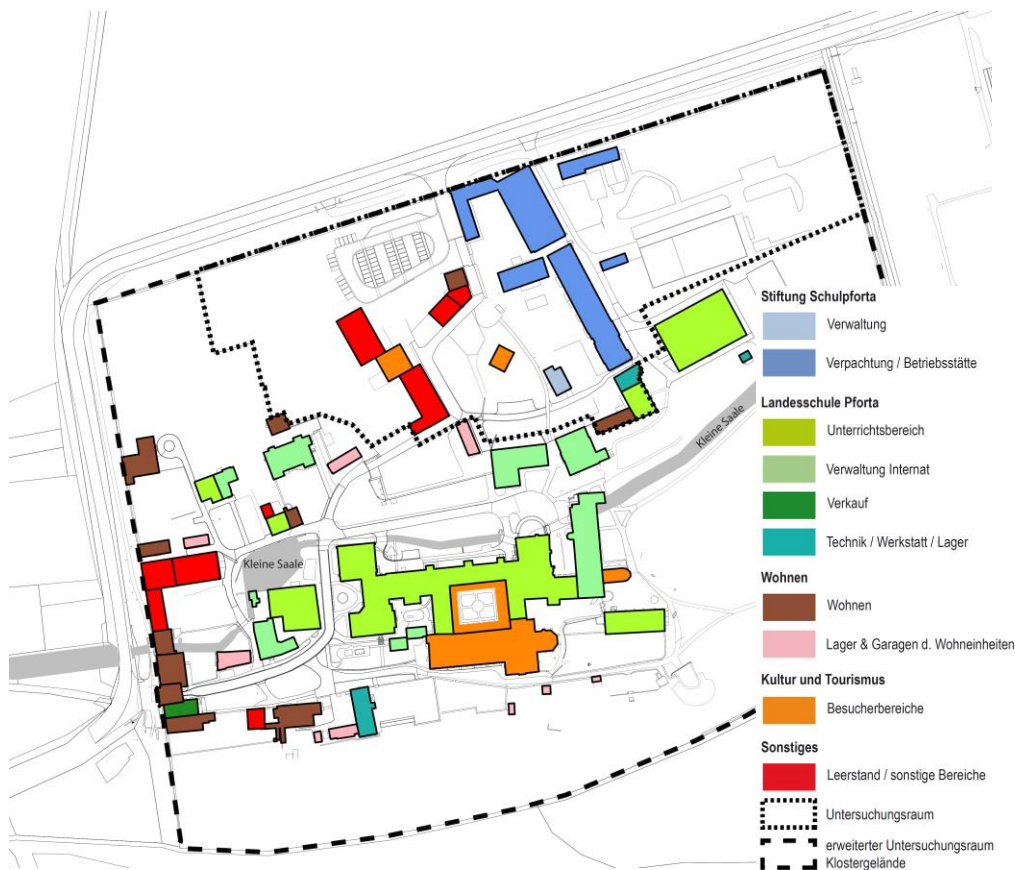 Stiftung Schulpforta
Verwaltung
Verpachtung / Betriebsstätte
Landesschule Pforta
Unterrichtsbereich
Verwaltung Internat
Verkauf
Technik / Werkstatt / Lager
Wohnen
Wohnen
Lager & Garagen d. Wohneinheiten
Kultur und Tourismus
Besucherbereiche
Sonstiges
Leerstand / sonstige Bereiche
Untersuchungsraum
erweiterter Untersuchungsraum
Klostergelände
Kleine Saale
Kleine Saale